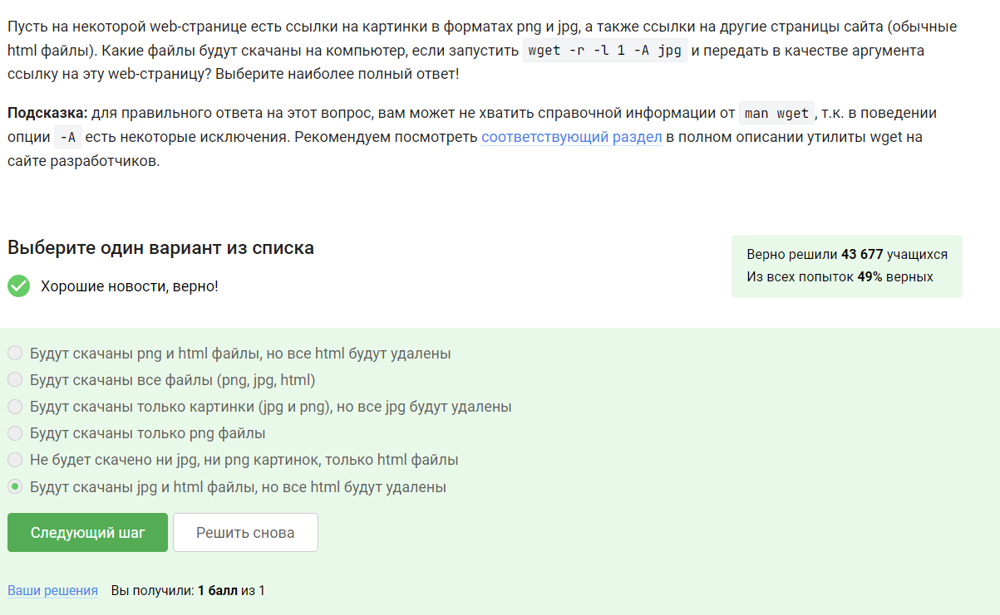 Пусть на некоторой web-странице есть ссылки на картинки в форматах png и jpg, а также ссылки на другие страницы сайта (обычные
html файлы). Какие файлы будут скачаны на компьютер, если запустить wget -r -l 1 -A jpg и передать в качестве аргумента
ссылку на эту web-страницу? Выберите наиболее полный ответ!
Подсказка: для правильного ответа на этот вопрос, вам может не хватить справочной информации от man wget, т.к. в поведении
опции -A есть некоторые исключения. Рекомендуем посмотреть соответствующий раздел в полном описании утилиты wget на
сайте разработчиков.
Выберите один вариант из списка
Верно решили 43 677 учащихся
Из всех попыток 49% верных
Хорошие новости, верно!
Будут скачаны png и html файлы, но все html будут удалены
Будут скачаны все файлы (png, jpg, html)
Будут скачаны только картинки (jpg и png), но все jpg будут удалены
Будут скачаны только png файлы
Не будет скачено ни jpg, ни png картинок, только html файлы
Будут скачаны jpg и html файлы, но все html будут удалены
Следующий шаг Решить снова
Ваши решения Вы получили: 1 балл из 1